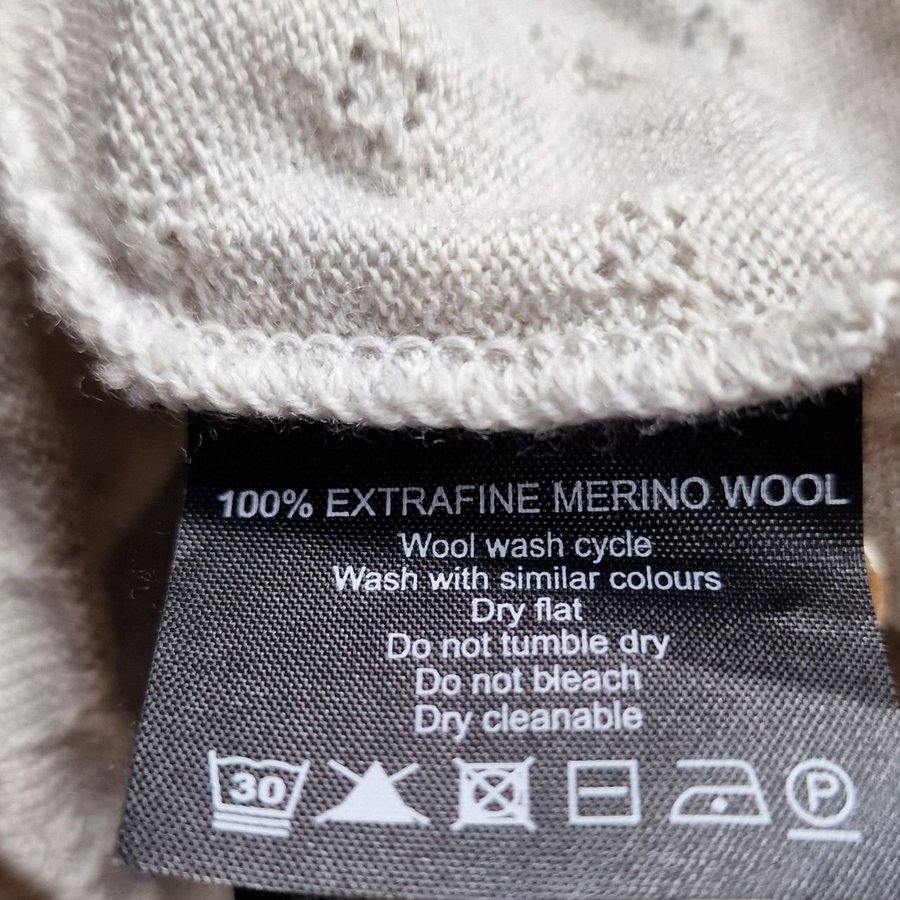 100% EXTRAFINE MERINO WOOL
Wool wash cycle
Wash with similar colours
Dry flat
Do not tumble dry
Do not bleach
Dry cleanable
30 P